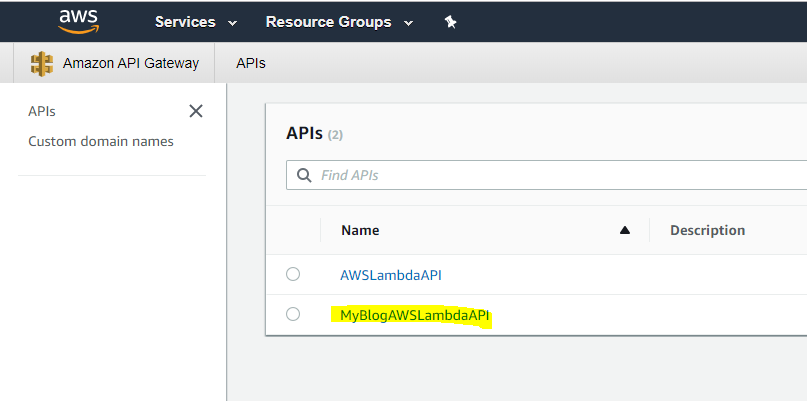 aws Services Resource Groups
Amazon API Gateway APIs
APIs
Custom domain names
APIs (2)
Find APIs
Name Description
AWSLambdaAPI
MyBlogAWSLambdaAPI